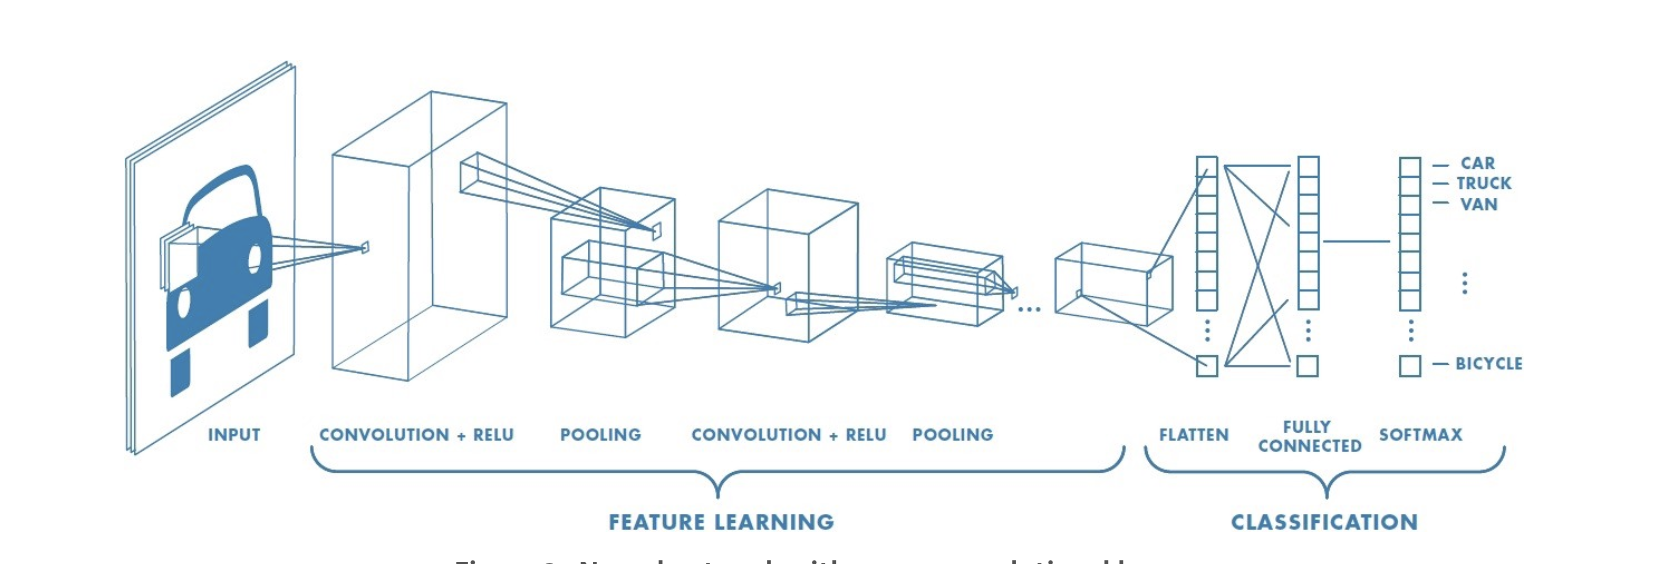 CAR
TRUCK
VAN
BICYCLE
INPUT
CONVOLUTION + RELU
POOLING
CONVOLUTION + RELU
POOLING
FLATTEN
FULLY
CONNECTED
SOFTMAX
FEATURE LEARNING
CLASSIFICATION